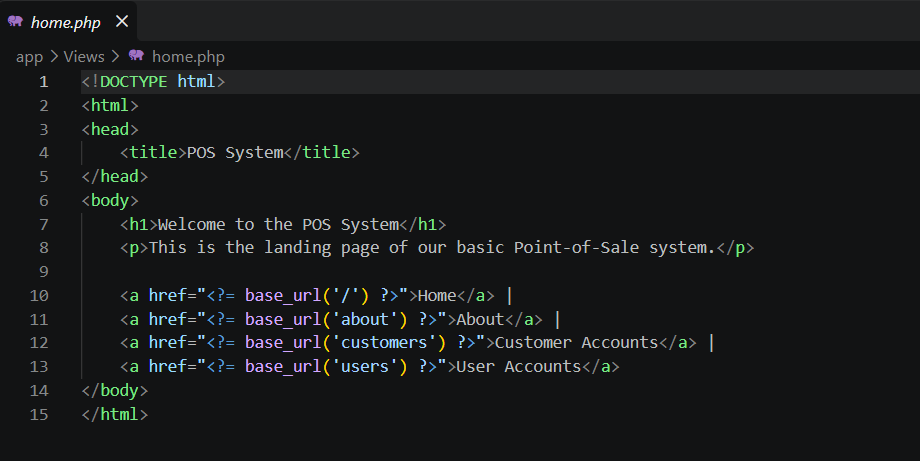 home.php ×
app > Views > home.php
1 <!DOCTYPE html>
2 <html>
3 <head>
4     <title>POS System</title>
5 </head>
6 <body>
7     <h1>Welcome to the POS System</h1>
8     <p>This is the landing page of our basic Point-of-Sale system.</p>
9
10     <a href="<?= base_url('/') ?>">Home</a> |
11     <a href="<?= base_url('about') ?>">About</a> |
12     <a href="<?= base_url('customers') ?>">Customer Accounts</a> |
13     <a href="<?= base_url('users') ?>">User Accounts</a>
14 </body>
15 </html>